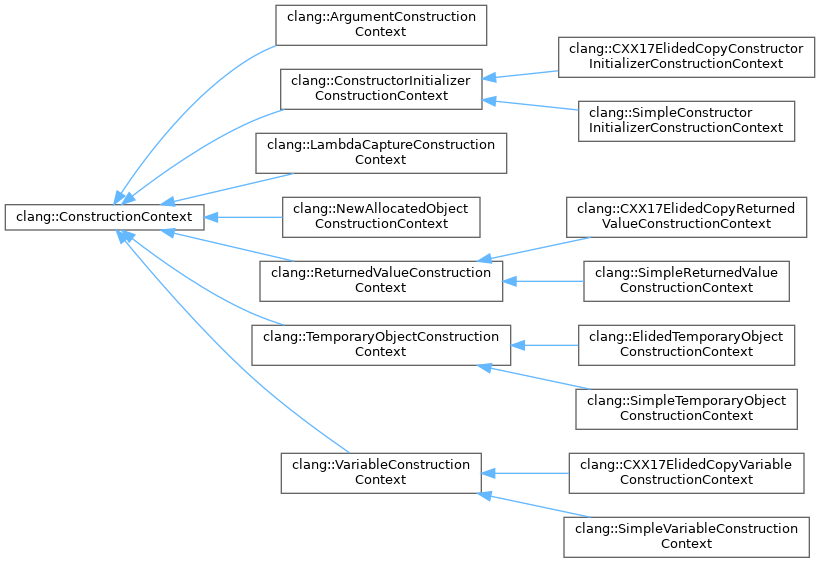 clang::ArgumentConstruction
Context
clang::CXX17ElidedCopyConstructor
InitializerConstructionContext
clang::ConstructorInitializer
ConstructionContext
clang::SimpleConstructor
InitializerConstructionContext
clang::LambdaCaptureConstruction
Context
clang::ConstructionContext
clang::NewAllocatedObject
ConstructionContext
clang::CXX17ElidedCopyReturned
ValueConstructionContext
clang::ReturnedValueConstruction
Context
clang::SimpleReturnedValue
ConstructionContext
clang::TemporaryObjectConstruction
Context
clang::ElidedTemporaryObject
ConstructionContext
clang::SimpleTemporaryObject
ConstructionContext
clang::VariableConstruction
Context
clang::CXX17ElidedCopyVariable
ConstructionContext
clang::SimpleVariableConstruction
Context